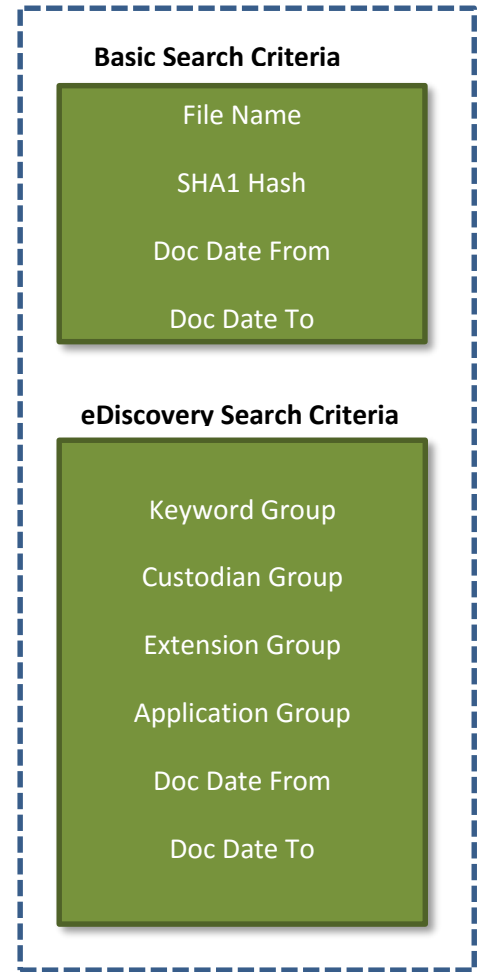 Basic Search Criteria
File Name
SHA1 Hash
Doc Date From
Doc Date To
eDiscovery Search Criteria
Keyword Group
Custodian Group
Extension Group
Application Group
Doc Date From
Doc Date To